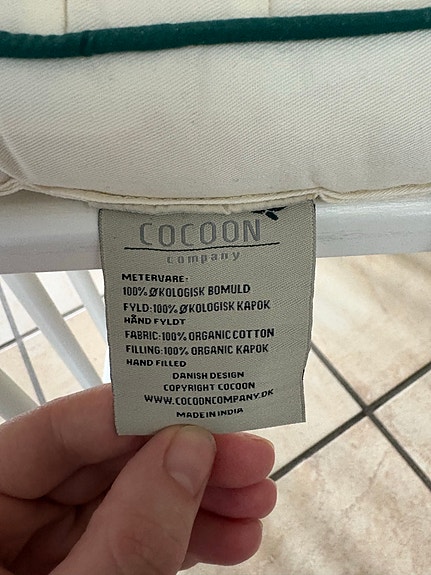 COCOON
company
METERVARE:
100% ØKOLOGISK BOMULD
FYLD:100% ØKOLOGISK KAPOK
HÅND FYLDT
FABRIC:100% ORGANIC COTTON
FILLING:100% ORGANIC KAPOK
HAND FILLED
DANISH DESIGN
COPYRIGHT COCOON
WWW.COCOONCOMPANY.DK
MADE IN INDIA